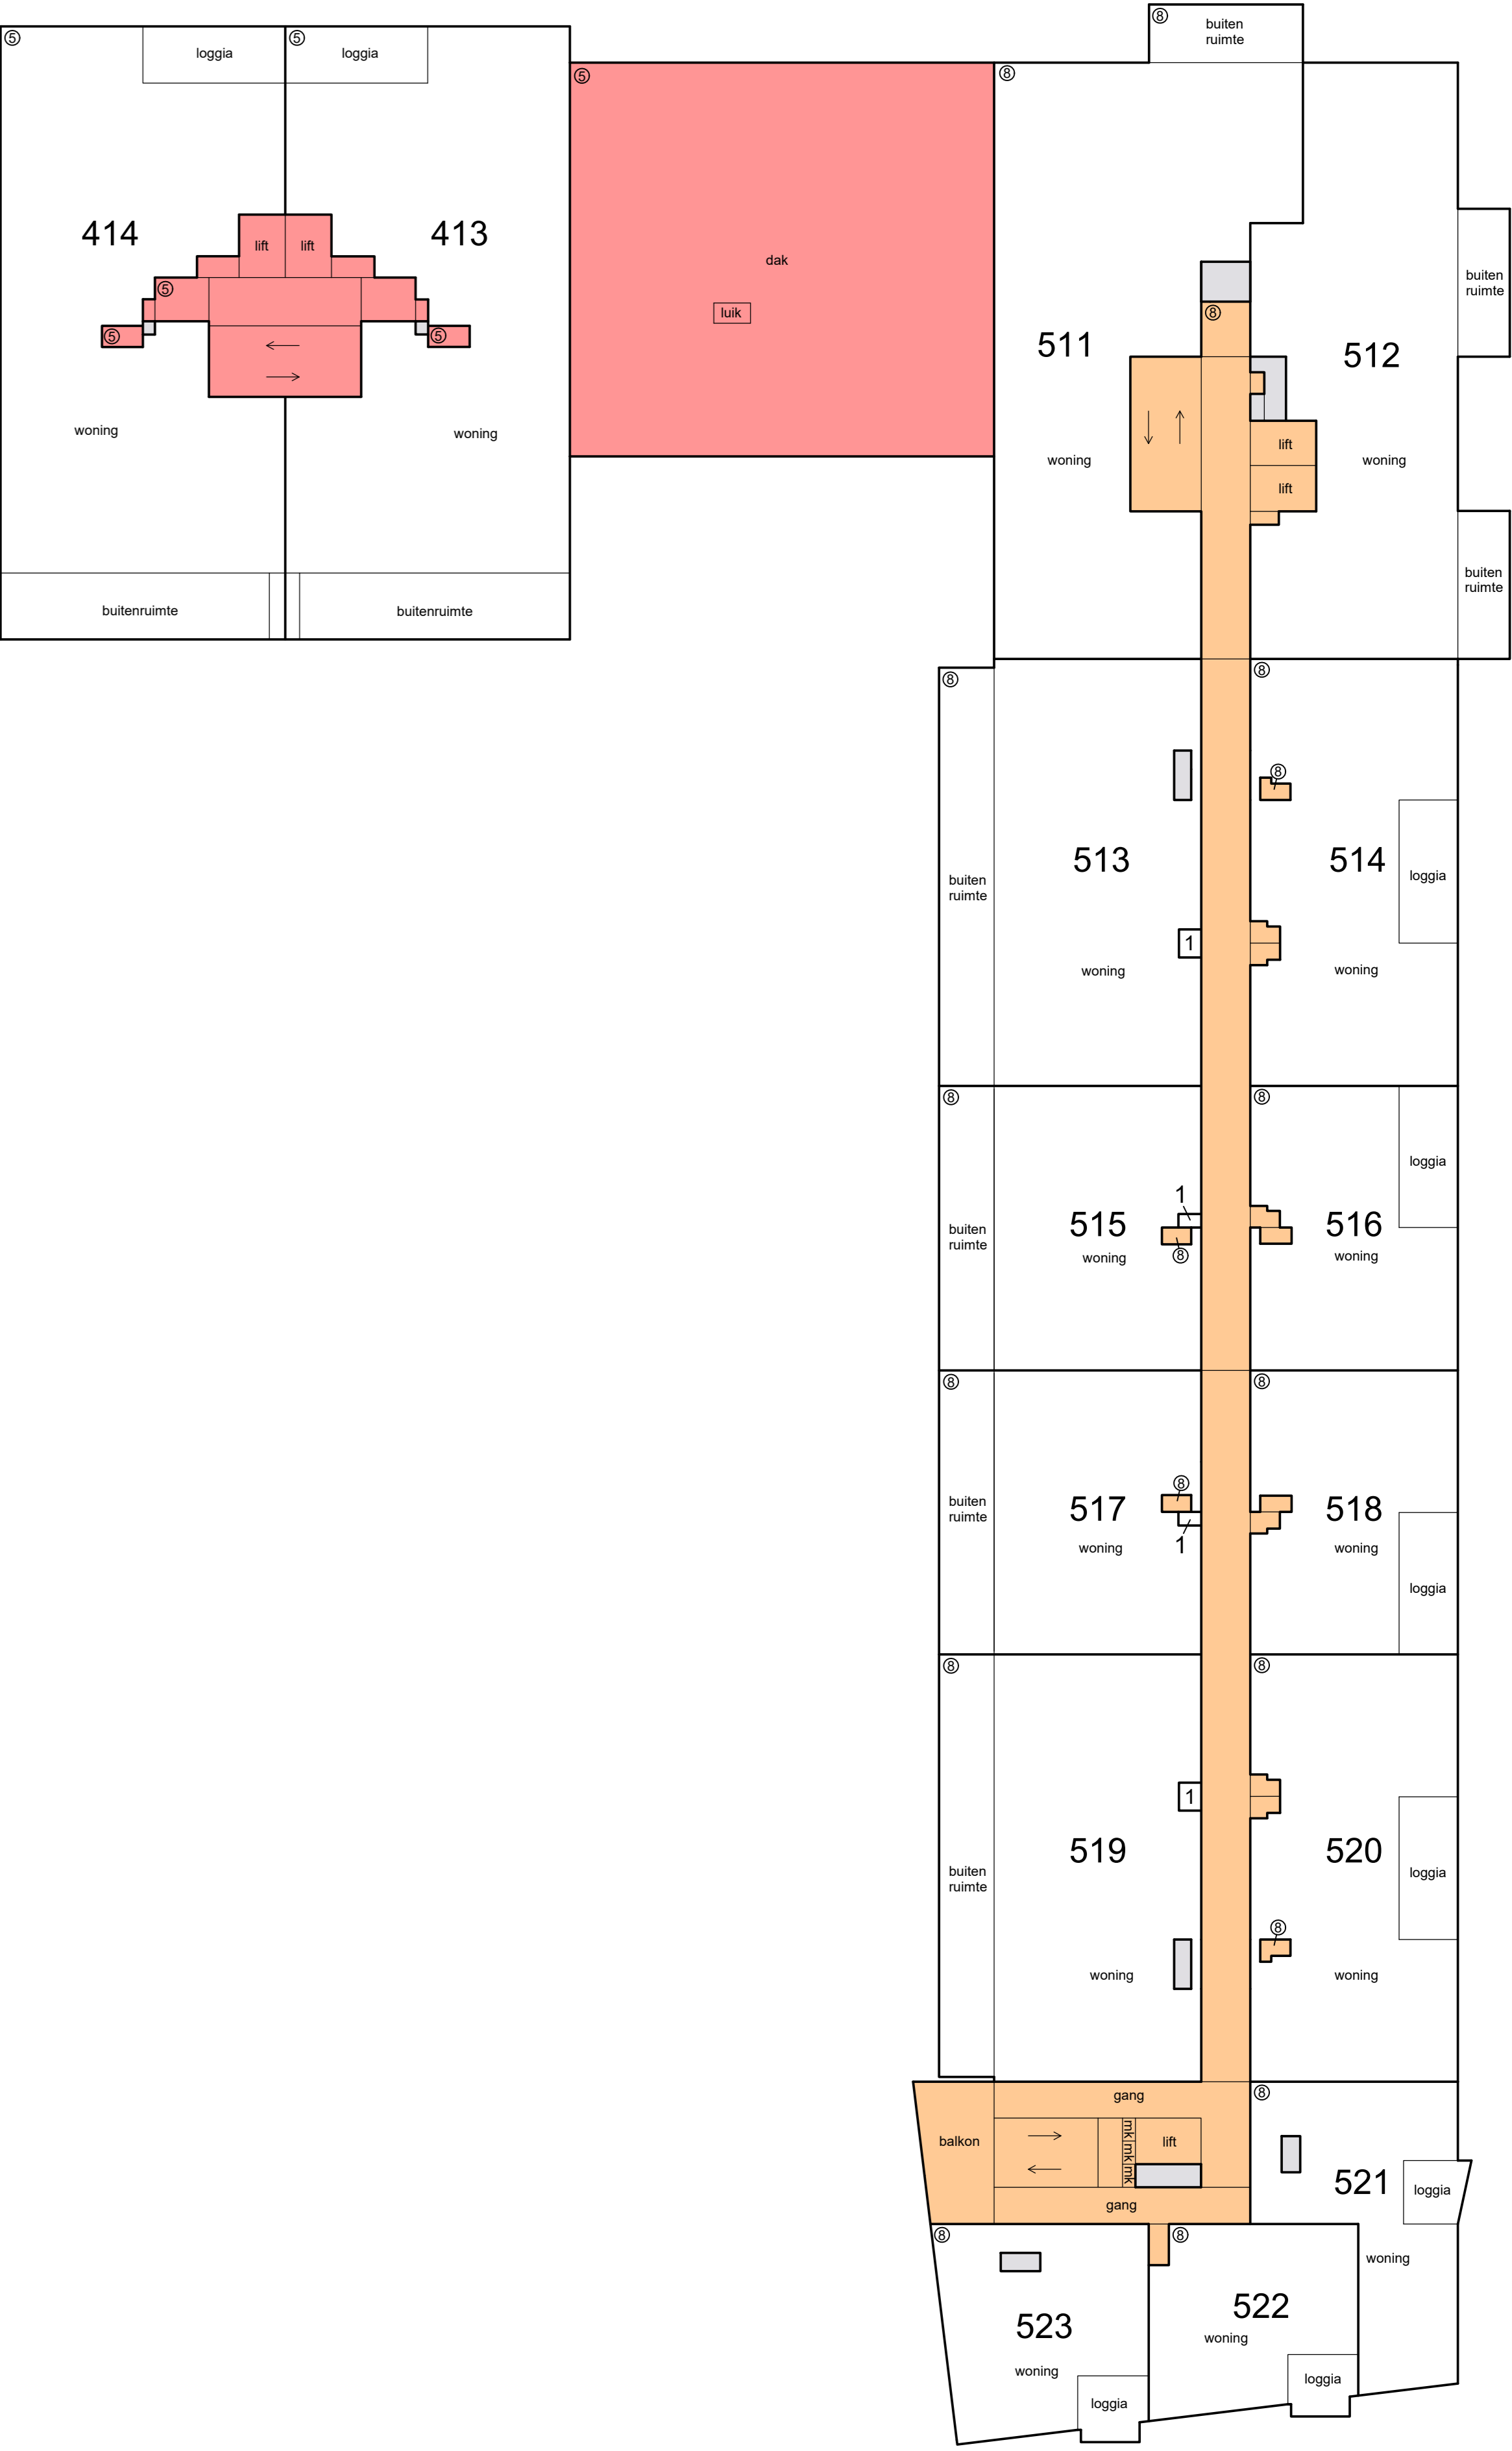 ⑧
buiten
ruimte
⑤
loggia
⑤
loggia
⑤
⑧
414
lift
lift
413
dak
luik
buiten
ruimte
⑤
⑤
⑤
⑧
511
512
woning
woning
woning
woning
lift
lift
buitenruimte
buitenruimte
buiten
ruimte
⑧
⑧
⑧
513
514
buiten
ruimte
loggia
1
woning
woning
⑧
⑧
loggia
1
515
516
buiten
ruimte
⑧
woning
woning
⑧
⑧
⑧
buiten
ruimte
517
518
1
woning
woning
loggia
⑧
⑧
1
519
520
buiten
ruimte
loggia
⑧
woning
woning
gang
⑧
balkon
mk
mk
mk
lift
521
loggia
gang
⑧
⑧
woning
522
523
woning
woning
loggia
loggia